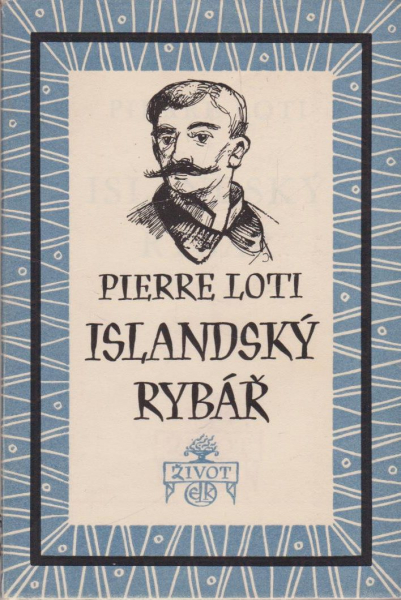 PIERRE LOTI
ISLANDSKÝ
RYBÁŘ
ŽIVOT
ELK